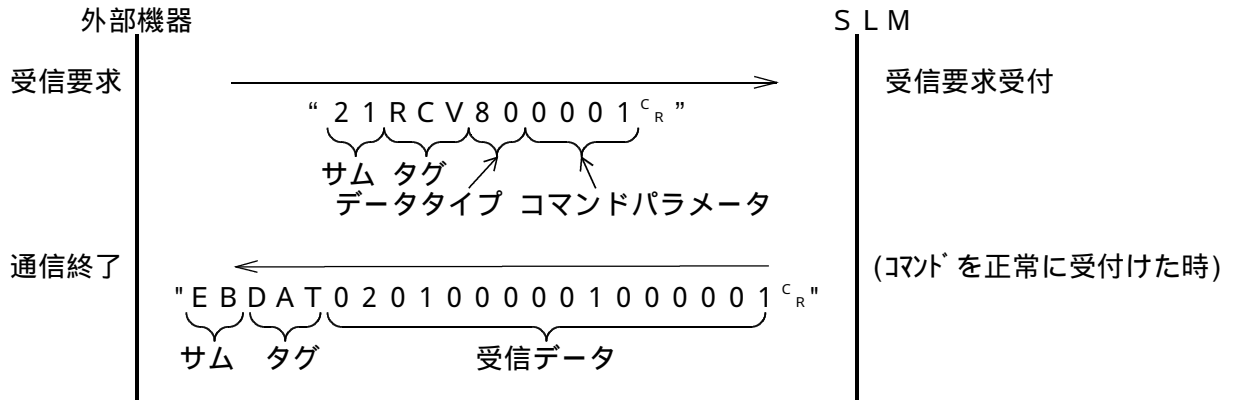 外部機器 ＳＬＭ
受信要求 受信要求受付
“２１ＲＣＶ８０００００１CR”
サム タグ
データタイプ コマンドパラメータ
通信終了 (ｺﾏﾝﾄﾞを正常に受付けた時)
"ＥＢＤＡＴ０２０１０００００１０００００１CR"
サム タグ 受信データ